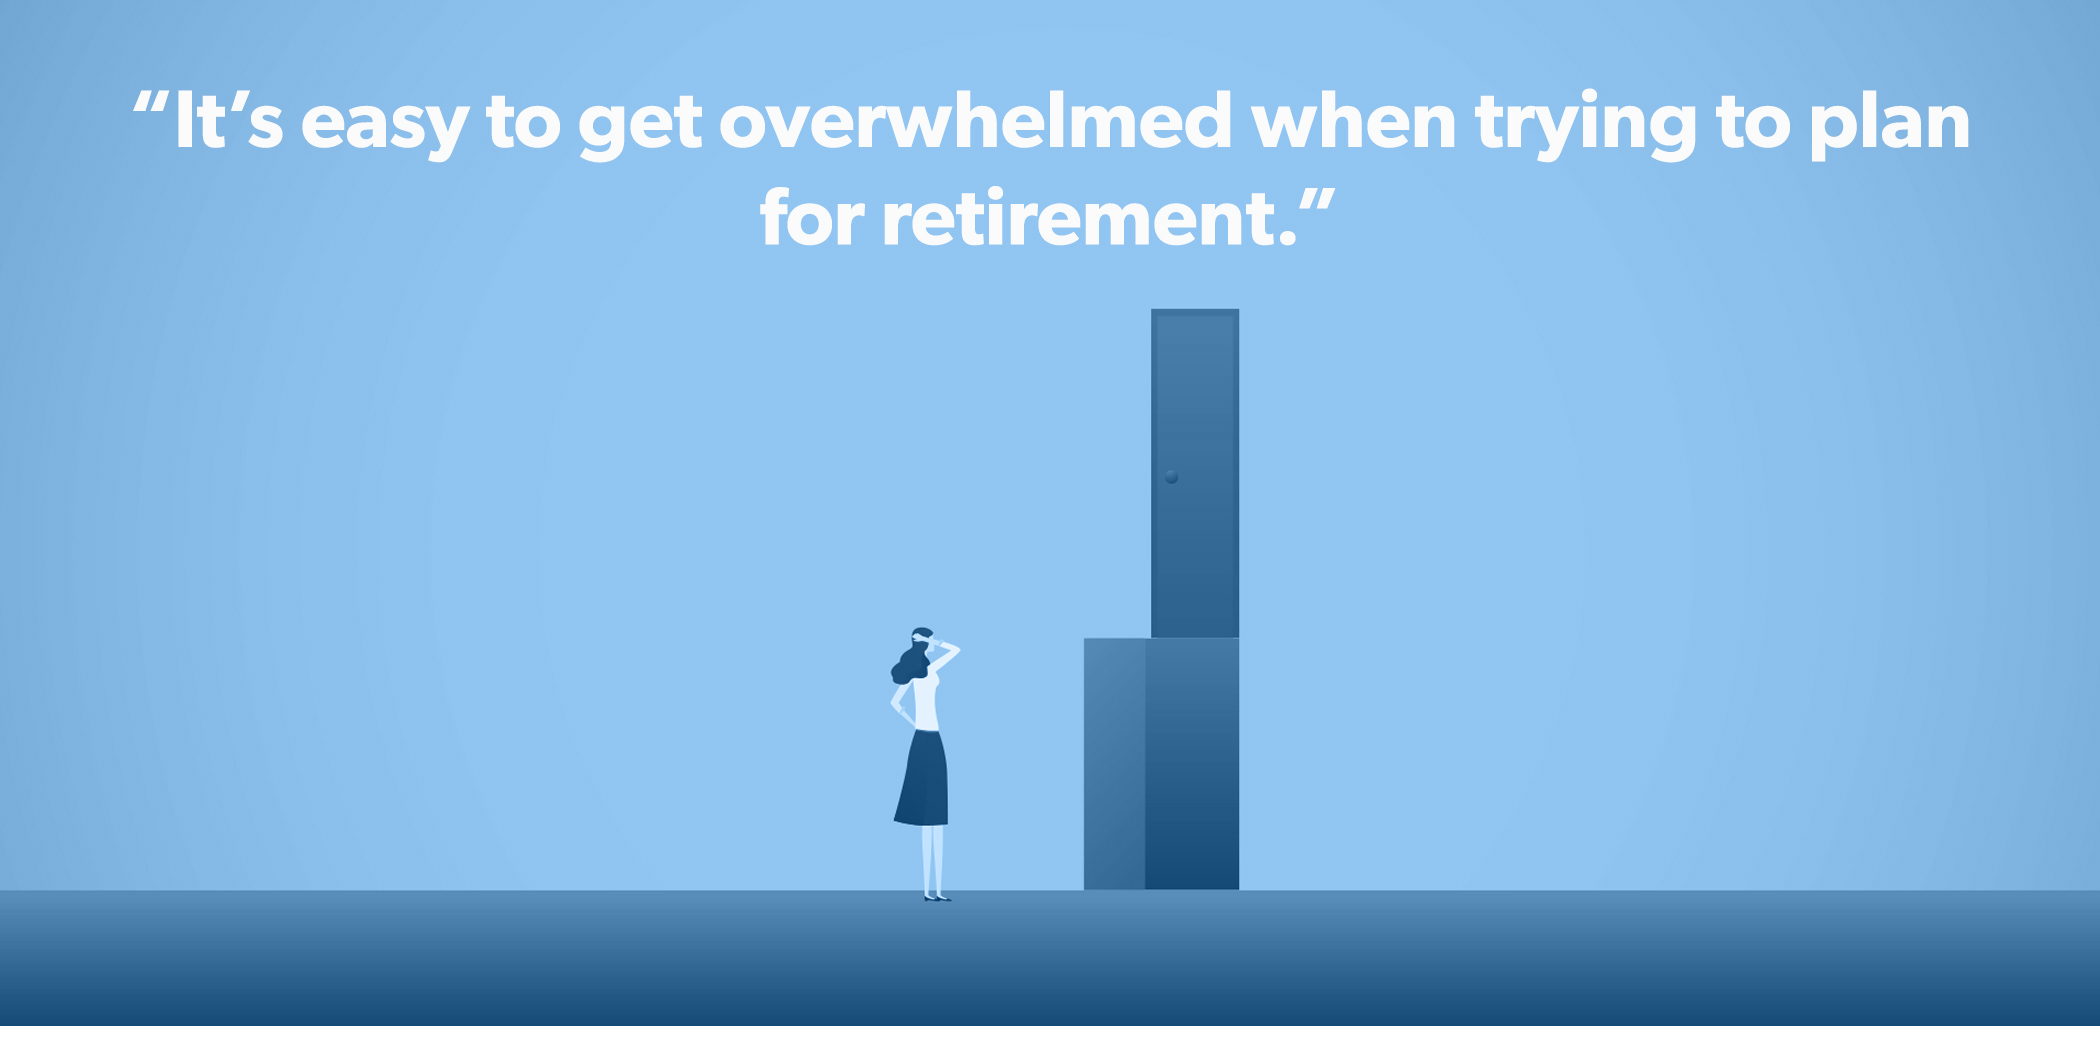 “It’s easy to get overwhelmed when trying to plan
for retirement.”